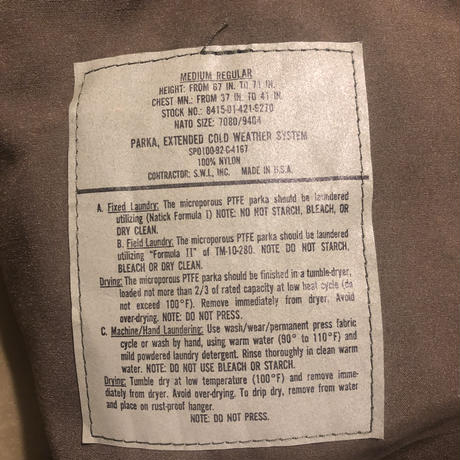 MEDIUM REGULAR
HEIGHT: FROM 67 IN. TO 71 IN.
CHEST MN.: FROM 37 IN. TO 41 IN.
STOCK NO.: 8415-01-421-9270
NATO SIZE: 7080/9404
PARKA, EXTENDED COLD WEATHER SYSTEM
SP0100-92-C-4167
100% NYLON
CONTRACTOR: S.W.I., INC. MADE IN U.S.A.
A. Fixed Laundry: The microporous PTFE parka should be laundered
utilizing (Natick Formula I) NOTE: NO NOT STARCH, BLEACH, OR
DRY CLEAN.
B. Field Laundry: The microporous PTFE parka should be laundered
utilizing "Formula II" of TM-10-280. NOTE DO NOT STARCH,
BLEACH OR DRY CLEAN.
Drying: The microporous PTFE parka should be finished in a tumble-dryer,
loaded not more than 2/3 of rated capacity at low heat cycle (do
not exceed 100°F). Remove immediately from dryer. Avoid
over-drying. NOTE: DO NOT PRESS.
C. Machine/Hand Laundering: Use wash/wear/permanent press fabric
cycle or wash by hand, using warm water (90° to 110°F) and
mild powdered laundry detergent. Rinse thoroughly in clean warm
water. NOTE: DO NOT USE BLEACH OR STARCH.
Drying: Tumble dry at low temperature (100°F) and remove imme-
diately from dryer. Avoid over-drying. To drip dry, remove from water
and place on rust-proof hanger.
NOTE: DO NOT PRESS.